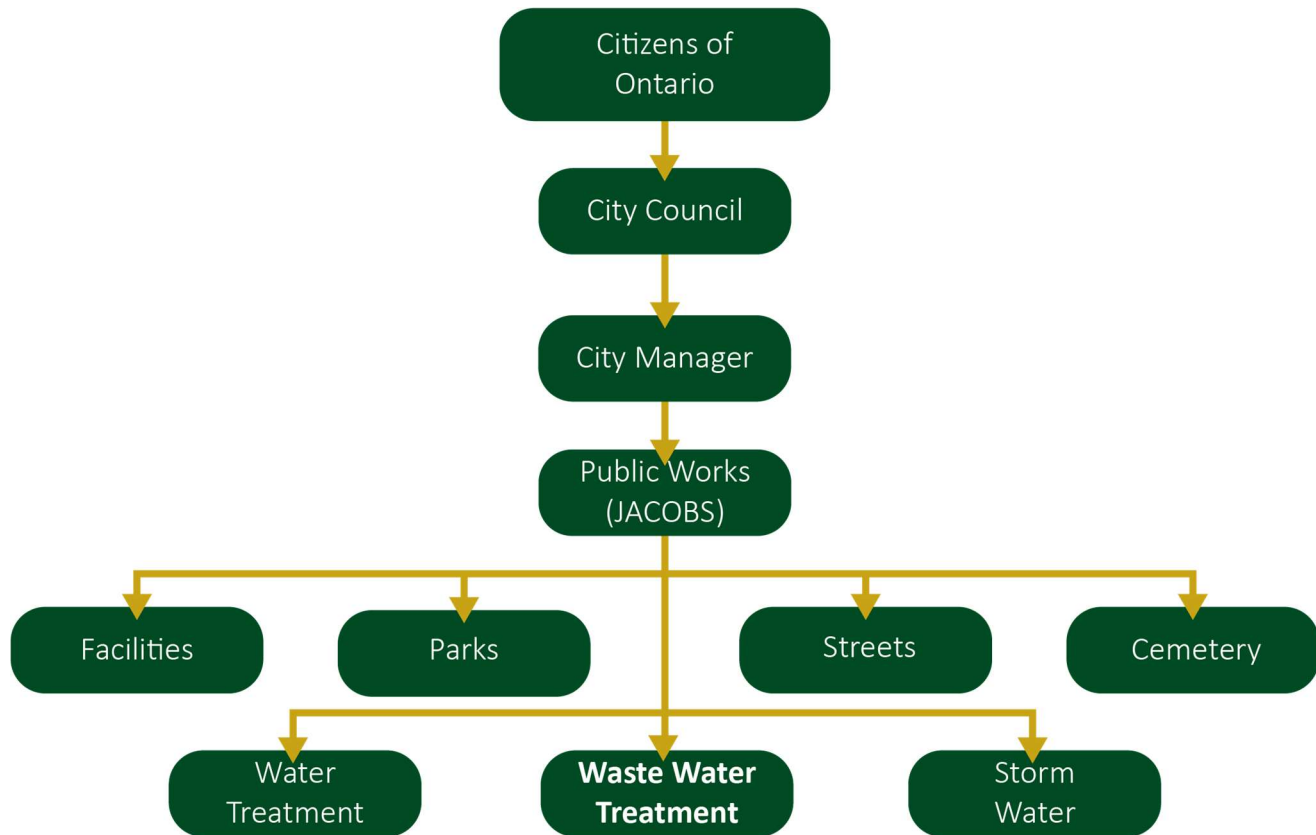 Citizens of
Ontario
City Council
City Manager
Public Works
(JACOBS)
Facilities
Parks
Streets
Cemetery
Water
Treatment
Waste Water
Treatment
Storm
Water